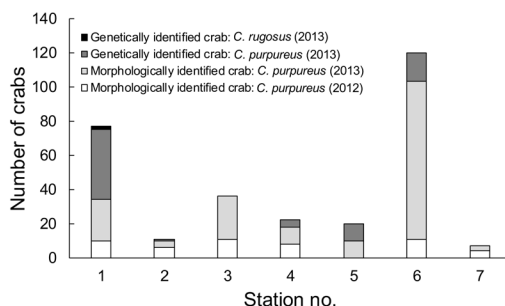 140
120
100
80
60
40
20
0
Number of crabs
Genetically identified crab: C. rugosus (2013)
Genetically identified crab: C. purpureus (2013)
Morphologically identified crab: C. purpureus (2013)
Morphologically identified crab: C. purpureus (2012)
1 2 3 4 5 6 7
Station no.